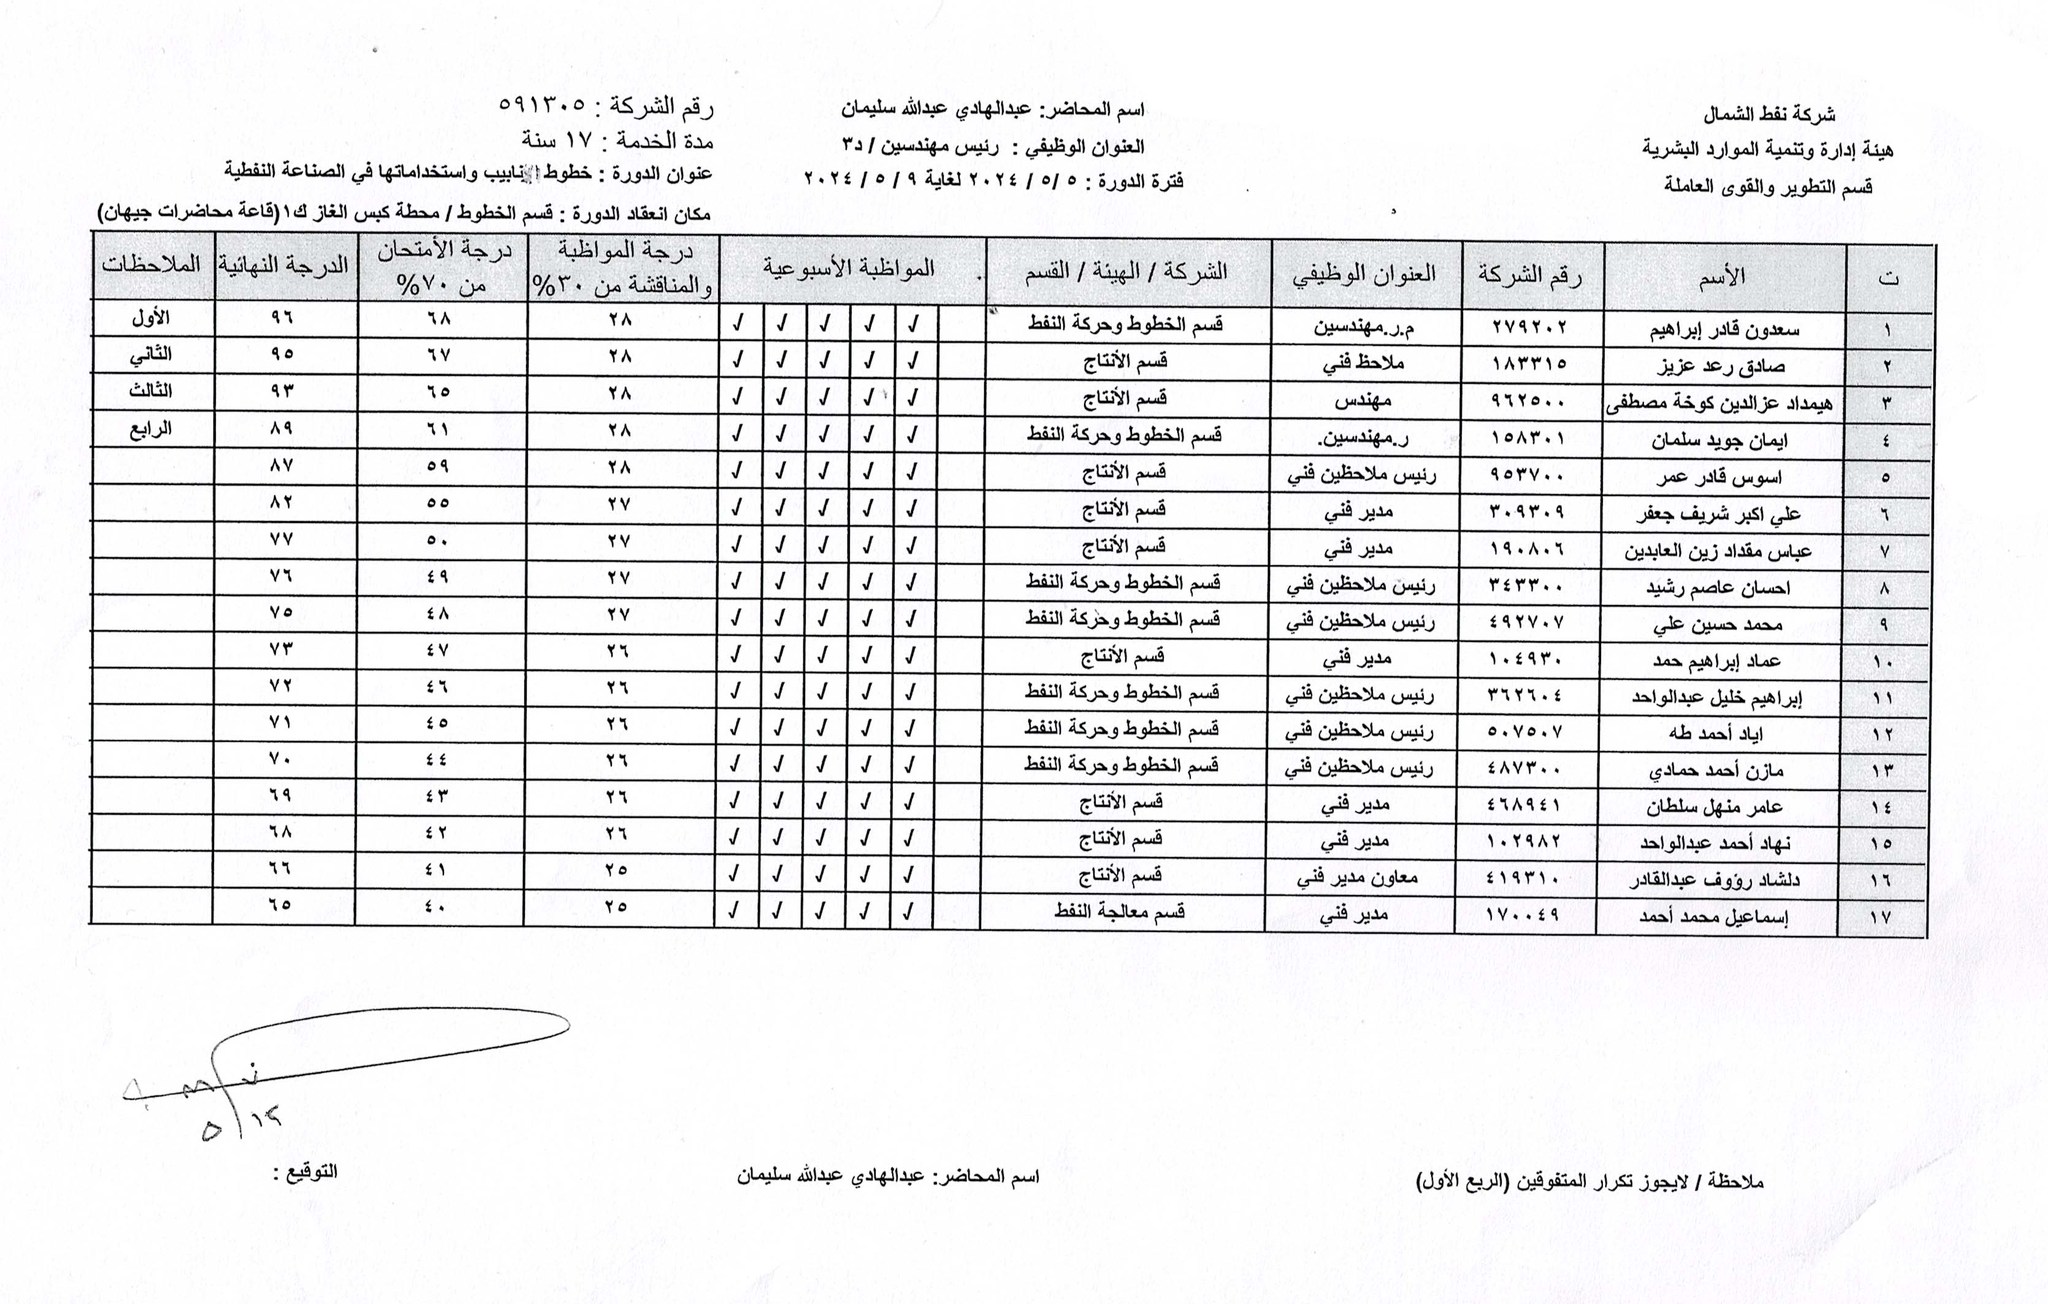 شركة نفط الشمال
هيئة إدارة وتنمية الموارد البشرية
قسم التطوير والقوى العاملة
اسم المحاضر: عبدالهادي عبدالله سليمان
العنوان الوظيفي : رئيس مهندسين / د٣
فترة الدورة : ٥ /٥ / ٢٠٢٤ لغاية ٩ / ٥ / ٢٠٢٤
رقم الشركة : ٥٩١٣٠٥
مدة الخدمة : ١٧ سنة
عنوان الدورة : خطوط الانابيب واستخداماتها في الصناعة النفطية
مكان انعقاد الدورة : قسم الخطوط / محطة كبس الغاز ك١(قاعة محاضرات جيهان)
ت الأسم رقم الشركة العنوان الوظيفي الشركة / الهيئة / القسم المواظبة الأسبوعية درجة المواظبة والمناقشة من ٣٠% درجة الأمتحان من ٧٠% الدرجة النهائية الملاحظات
١ سعدون قادر إبراهيم ٢٧٩٢٠٢ م.ر.مهندسين قسم الخطوط وحركة النفط √ √ √ √ √ ٢٨ ٦٨ ٩٦ الأول
٢ صادق رعد عزيز ١٨٣٣١٥ ملاحظ فني قسم الأنتاج √ √ √ √ √ ٢٨ ٦٧ ٩٥ الثاني
٣ هيمداد عزالدين كوخة مصطفى ٩٦٢٥٠٠ مهندس قسم الأنتاج √ √ √ √ √ ٢٨ ٦٥ ٩٣ الثالث
٤ ايمان جويد سلمان ١٥٨٣٠١ ر.مهندسين. قسم الخطوط وحركة النفط √ √ √ √ √ ٢٨ ٦١ ٨٩ الرابع
٥ اسوس قادر عمر ٩٥٣٧٠٠ رئيس ملاحظين فني قسم الأنتاج √ √ √ √ √ ٢٨ ٥٩ ٨٧
٦ علي اكبر شريف جعفر ٣٠٩٣٠٩ مدير فني قسم الأنتاج √ √ √ √ √ ٢٧ ٥٥ ٨٢
٧ عباس مقداد زين العابدين ١٩٠٨٠٦ مدير فني قسم الأنتاج √ √ √ √ √ ٢٧ ٥٠ ٧٧
٨ احسان عاصم رشيد ٣٤٣٣٠٠ رئيس ملاحظين فني قسم الخطوط وحركة النفط √ √ √ √ √ ٢٧ ٤٩ ٧٦
٩ محمد حسين علي ٤٩٢٧٠٧ رئيس ملاحظين فني قسم الخطوط وحركة النفط √ √ √ √ √ ٢٧ ٤٨ ٧٥
١٠ عماد إبراهيم حمد ١٠٤٩٣٠ مدير فني قسم الأنتاج √ √ √ √ √ ٢٦ ٤٧ ٧٣
١١ إبراهيم خليل عبدالواحد ٣٦٢٦٠٤ رئيس ملاحظين فني قسم الخطوط وحركة النفط √ √ √ √ √ ٢٦ ٤٦ ٧٢
١٢ اياد أحمد طه ٥٠٧٥٠٧ رئيس ملاحظين فني قسم الخطوط وحركة النفط √ √ √ √ √ ٢٦ ٤٥ ٧١
١٣ مازن أحمد حمادي ٤٨٧٣٠٠ رئيس ملاحظين فني قسم الخطوط وحركة النفط √ √ √ √ √ ٢٦ ٤٤ ٧٠
١٤ عامر منهل سلطان ٤٦٨٩٤١ مدير فني قسم الأنتاج √ √ √ √ √ ٢٦ ٤٣ ٦٩
١٥ نهاد أحمد عبدالواحد ١٠٢٩٨٢ مدير فني قسم الأنتاج √ √ √ √ √ ٢٦ ٤٢ ٦٨
١٦ دلشاد رؤوف عبدالقادر ٤١٩٣١٠ معاون مدير فني قسم الأنتاج √ √ √ √ √ ٢٥ ٤١ ٦٦
١٧ إسماعيل محمد أحمد ١٧٠٠٤٩ مدير فني قسم معالجة النفط √ √ √ √ √ ٢٥ ٤٠ ٦٥
٥/١٢
ملاحظة / لايجوز تكرار المتفوقين (الربع الأول)
اسم المحاضر: عبدالهادي عبدالله سليمان
التوقيع :